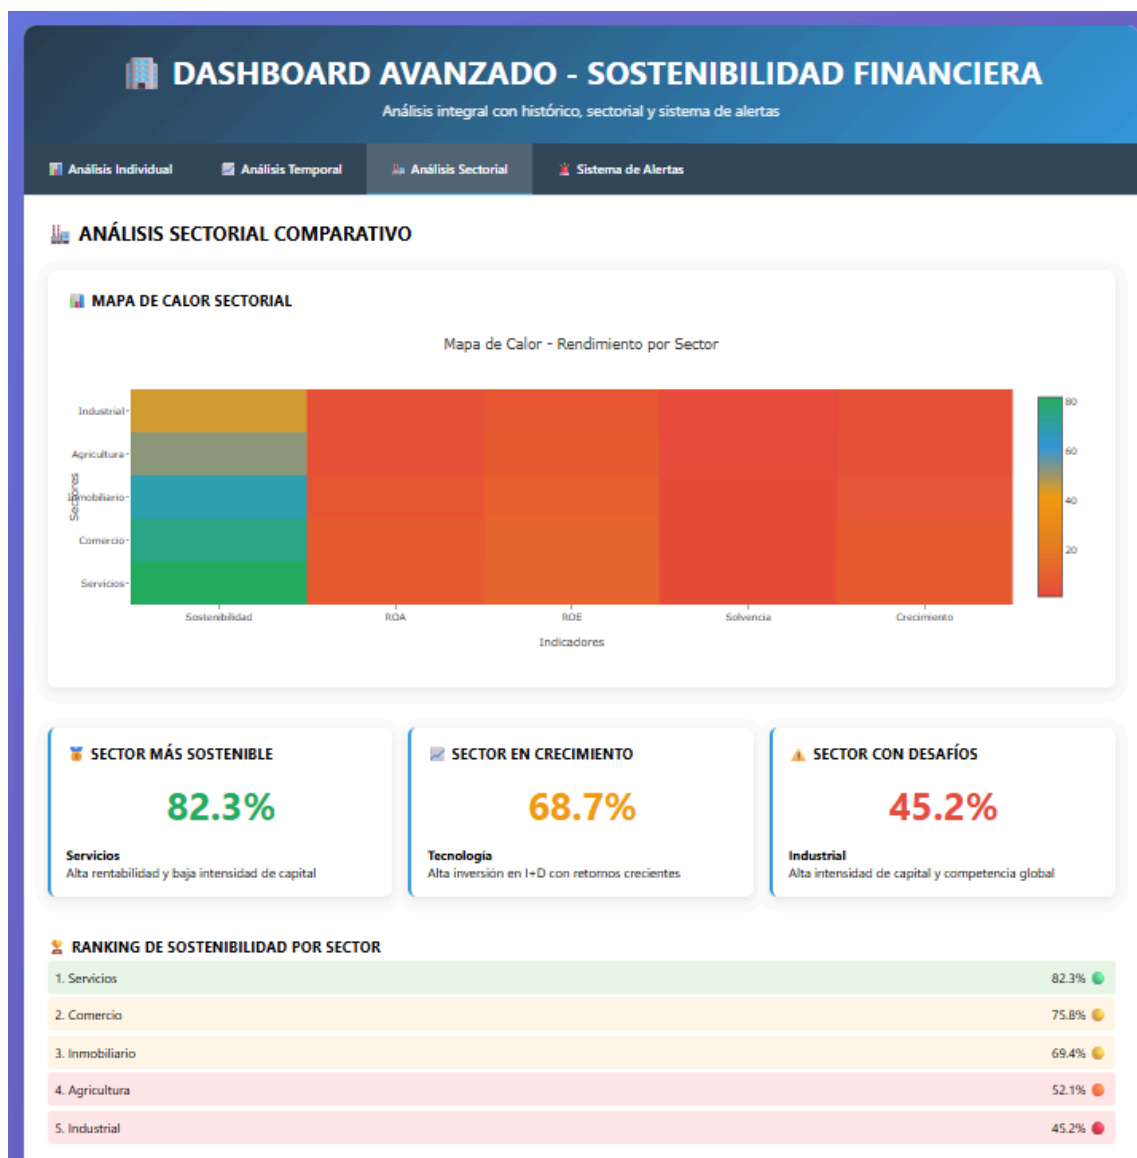 DASHBOARD AVANZADO - SOSTENIBILIDAD FINANCIERA
Análisis integral con histórico, sectorial y sistema de alertas
Análisis Individual
Análisis Temporal
Análisis Sectorial
Sistema de Alertas
ANÁLISIS SECTORIAL COMPARATIVO
MAPA DE CALOR SECTORIAL
Mapa de Calor - Rendimiento por Sector
Sectores
Industrial
Agricultura
Inmobiliario
Comercio
Servicios
80
60
40
20
Sostenibilidad
ROA
ROE
Solvencia
Crecimiento
Indicadores
SECTOR MÁS SOSTENIBLE
82.3%
Servicios
Alta rentabilidad y baja intensidad de capital
SECTOR EN CRECIMIENTO
68.7%
Tecnología
Alta inversión en I+D con retornos crecientes
SECTOR CON DESAFÍOS
45.2%
Industrial
Alta intensidad de capital y competencia global
RANKING DE SOSTENIBILIDAD POR SECTOR
1. Servicios 82.3%
2. Comercio 75.8%
3. Inmobiliario 69.4%
4. Agricultura 52.1%
5. Industrial 45.2%